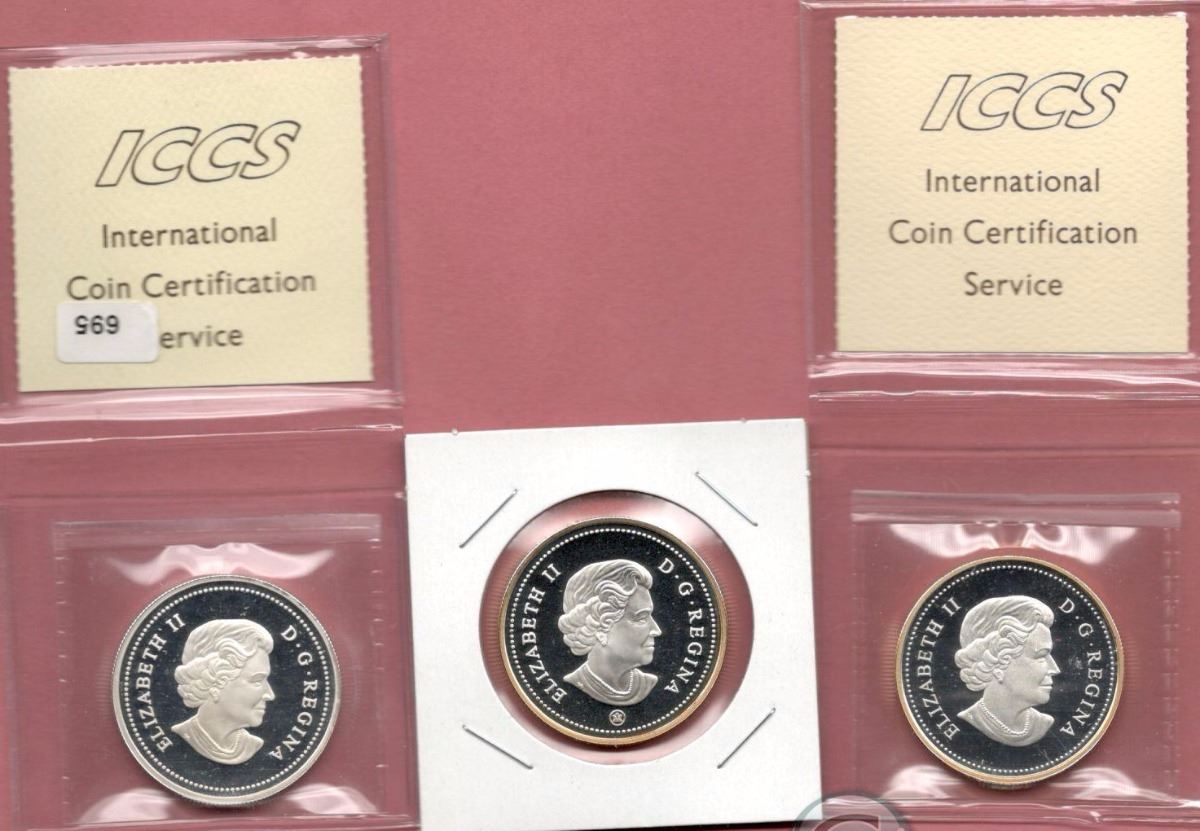 ICCS
International
Coin Certification
695 ervice
ICCS
International
Coin Certification
Service
ELIZABETH II D·G·REGINA
ELIZABETH II D·G·REGINA
ELIZABETH II D·G·REGINA